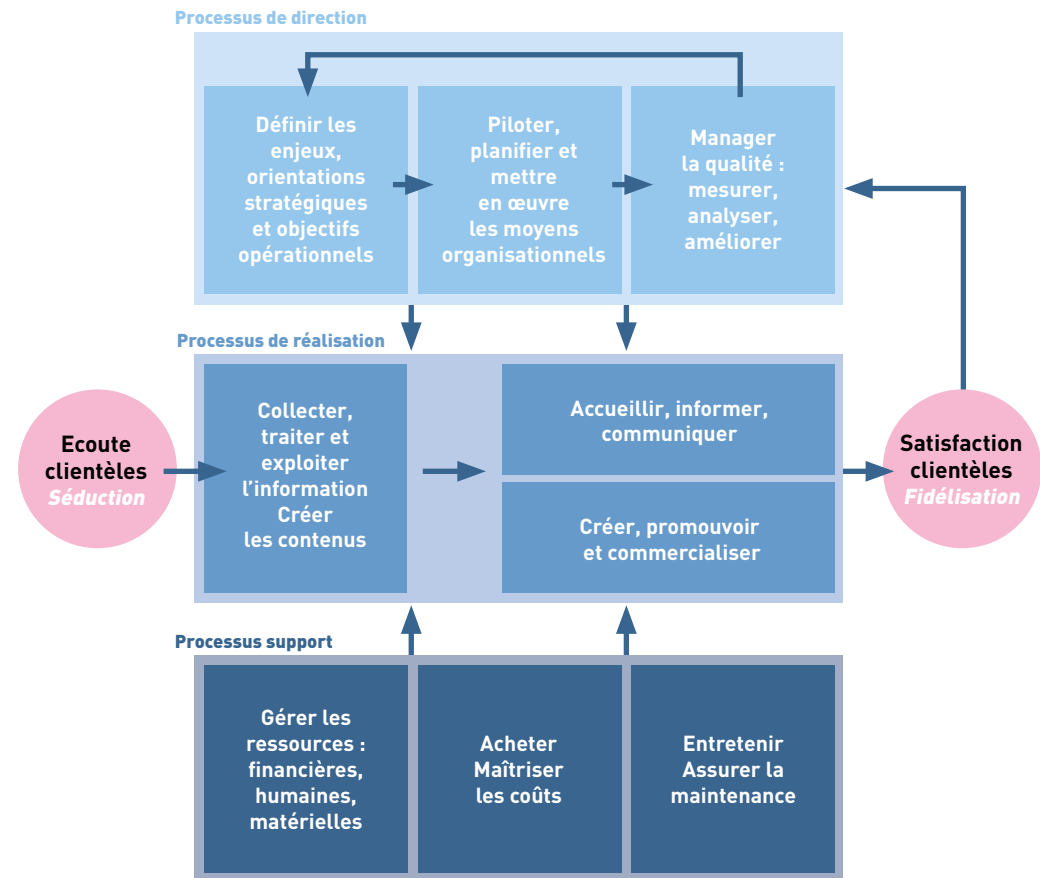 Processus de direction
Définir les
enjeux,
orientations
stratégiques
et objectifs
opérationnels
Piloter,
planifier et
mettre
en œuvre
les moyens
organisationnels
Manager
la qualité :
mesurer,
analyser,
améliorer
Processus de réalisation
Ecoute
clientèles
Séduction
Collecter,
traiter et
exploiter
l’information
Créer
les contenus
Accueillir, informer,
communiquer
Créer, promouvoir
et commercialiser
Satisfaction
clientèles
Fidélisation
Processus support
Gérer les
ressources :
financières,
humaines,
matérielles
Acheter
Maîtriser
les coûts
Entretenir
Assurer la
maintenance